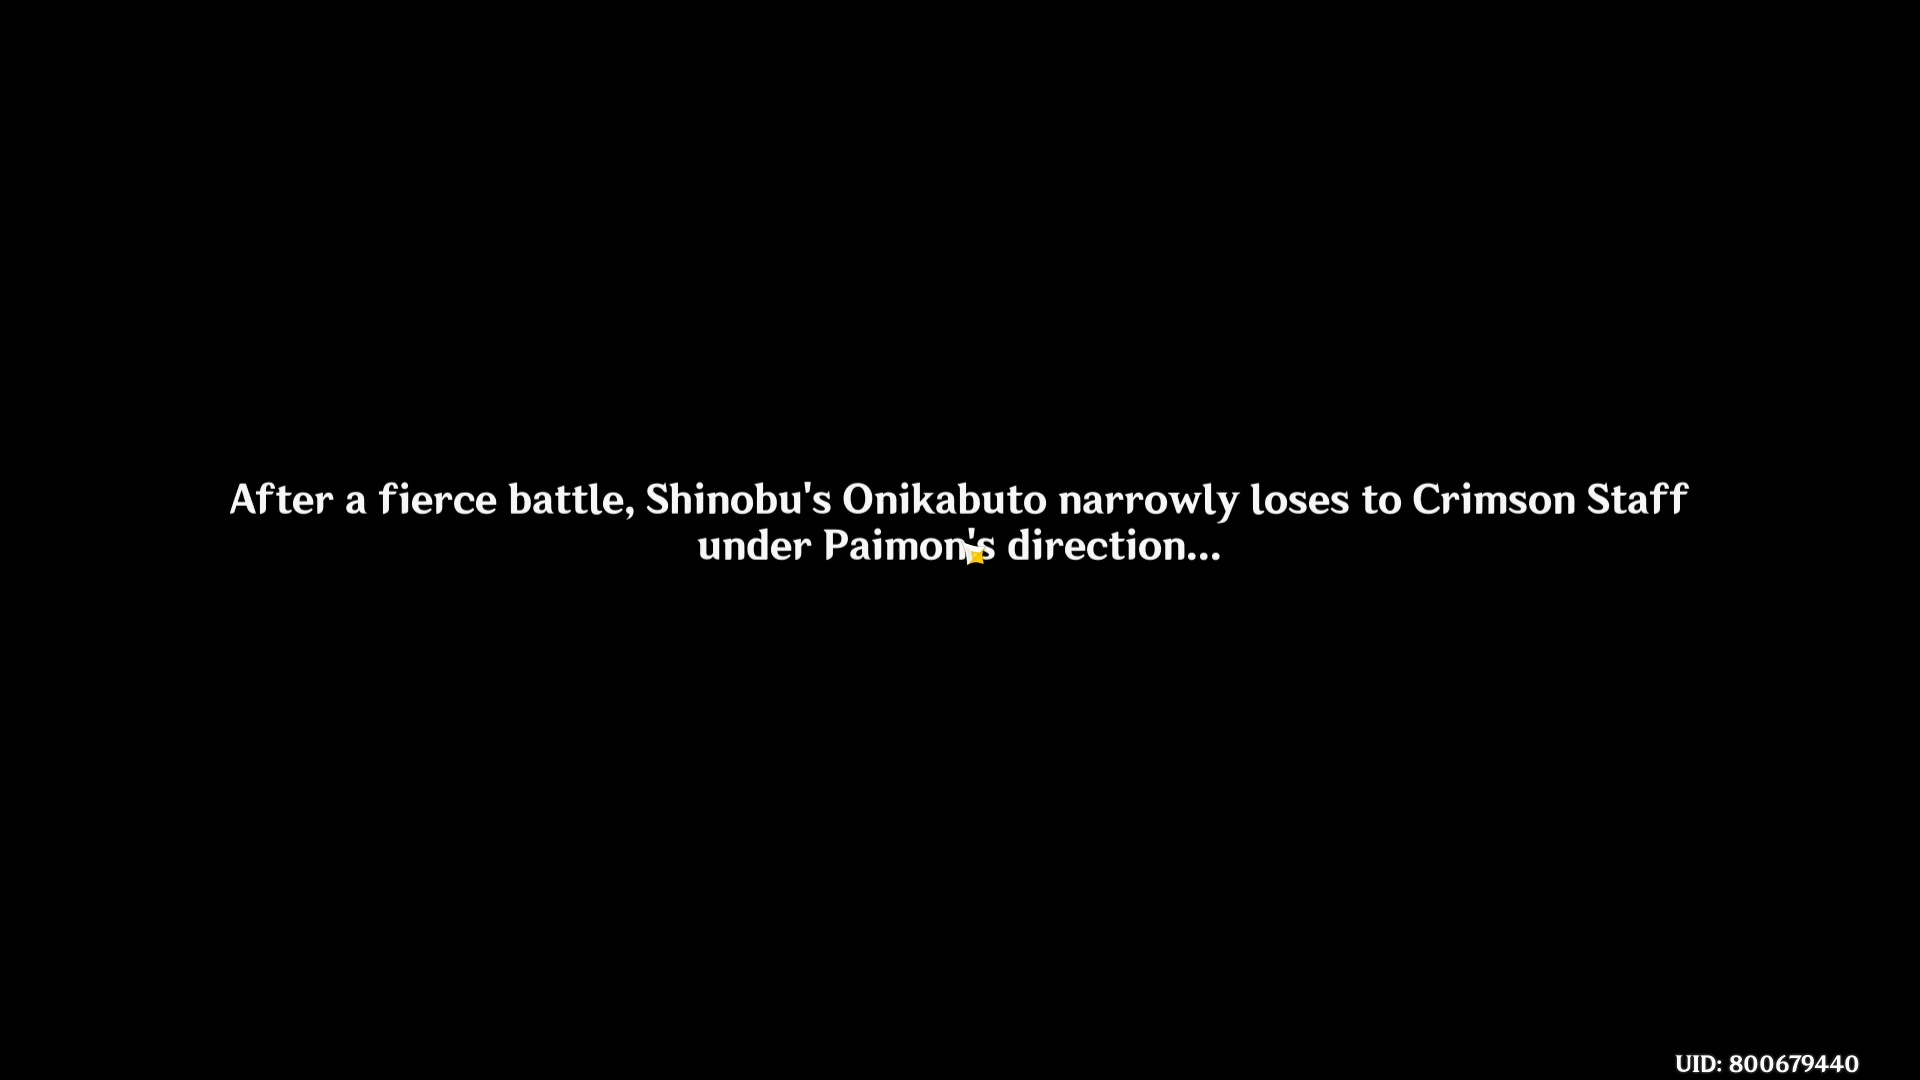 After a fierce battle, Shinobu's Onikabuto narrowly loses to Crimson Staff
under Paimon's direction...
UID: 800679440